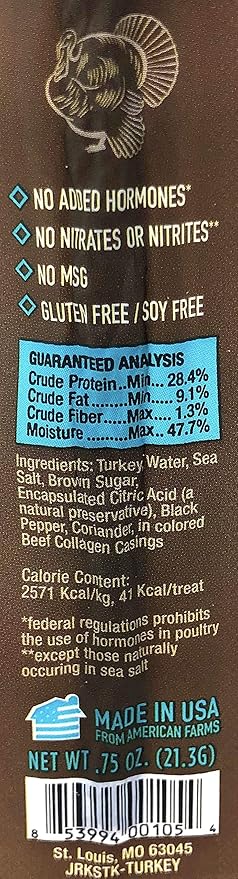 NO ADDED HORMONES*
NO NITRATES OR NITRITES**
NO MSG
GLUTEN FREE / SOY FREE
GUARANTEED ANALYSIS
Crude Protein..Min.... 28.4%
Crude Fat........Min.... 9.1%
Crude Fiber.....Max.... 1.3%
Moisture .........Max.. 47.7%
Ingredients: Turkey, Water, Sea
Salt, Brown Sugar,
Encapsulated Citric Acid (a
natural preservative), Black
Pepper, Coriander, in colored
Beef Collagen Casings
Calorie Content:
2571 Kcal/kg, 41 Kcal/treat
*federal regulations prohibits
the use of hormones in poultry
**except those naturally
occuring in sea salt
MADE IN USA
FROM AMERICAN FARMS
NET WT .75 OZ. (21.3G)
8 53994 00105 4
St. Louis, MO 63045
JRKSTK-TURKEY